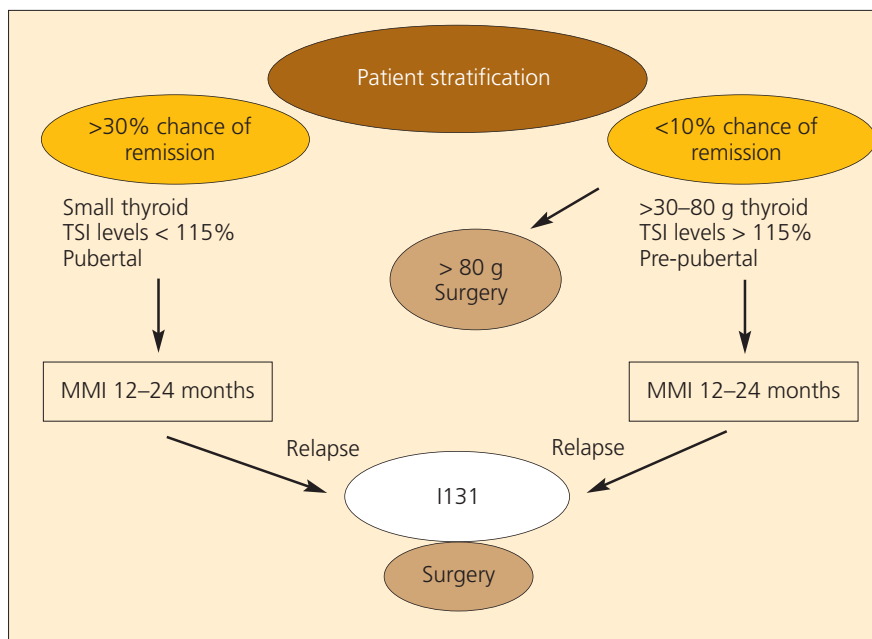 Patient stratification
>30% chance of
remission
<10% chance of
remission
Small thyroid
TSI levels < 115%
Pubertal
>30–80 g thyroid
TSI levels > 115%
Pre-pubertal
> 80 g
Surgery
MMI 12–24 months
MMI 12–24 months
Relapse
Relapse
I131
Surgery